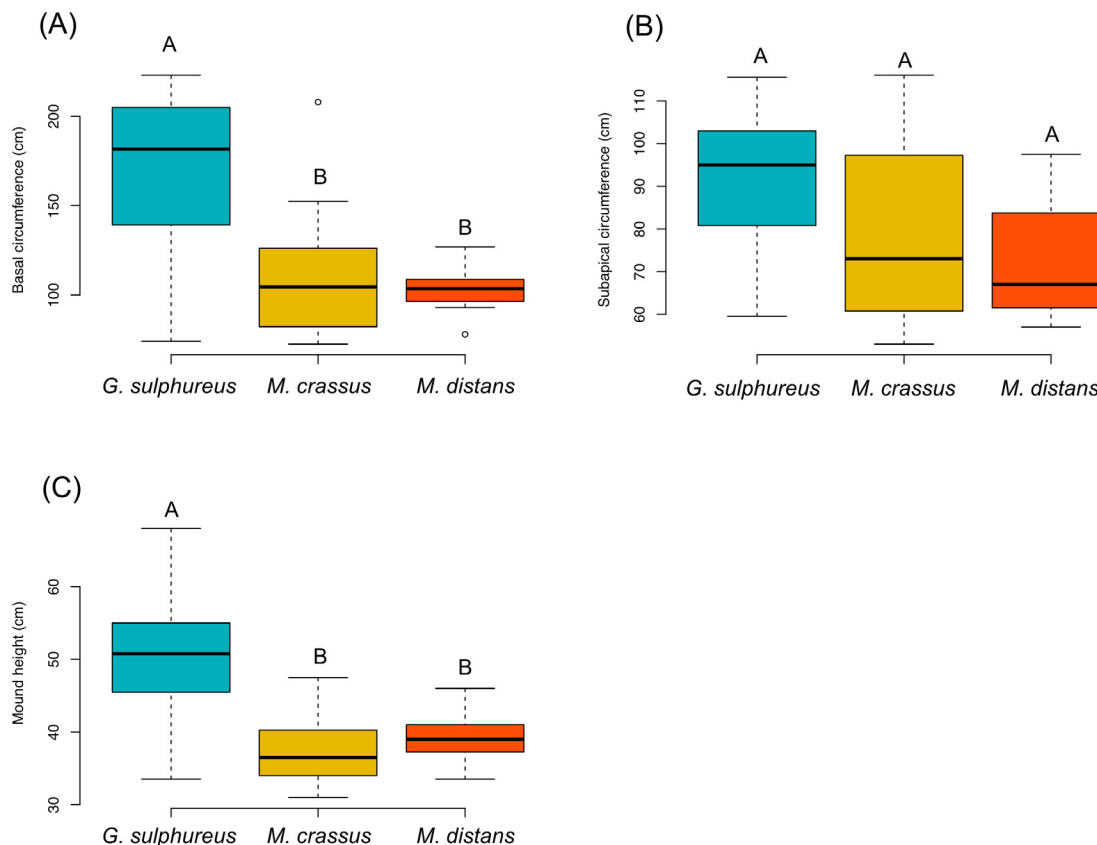 (A)
A
B
B
Basal circumference (cm)
200
150
100
G. sulphureus M. crassus M. distans
(B)
A
A
A
Subapical circumference (cm)
110
100
90
80
70
60
G. sulphureus M. crassus M. distans
(C)
A
B
B
Mound height (cm)
60
50
40
30
G. sulphureus M. crassus M. distans